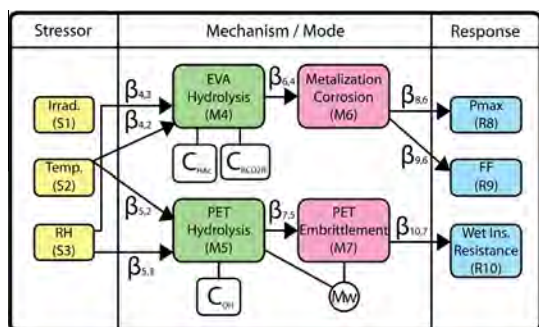 Stressor
Mechanism / Mode
Response
Irrad.
(S1)
Temp.
(S2)
RH
(S3)
β4,3
β4,2
β5,2
β5,3
EVA
Hydrolysis
(M4)
CHAc
CRCO2R
β6,4
Metalization
Corrosion
(M6)
PET
Hydrolysis
(M5)
COH
β7,5
PET
Embrittlement
(M7)
Mw
β8,6
β9,6
β10,7
Pmax
(R8)
FF
(R9)
Wet Ins.
Resistance
(R10)